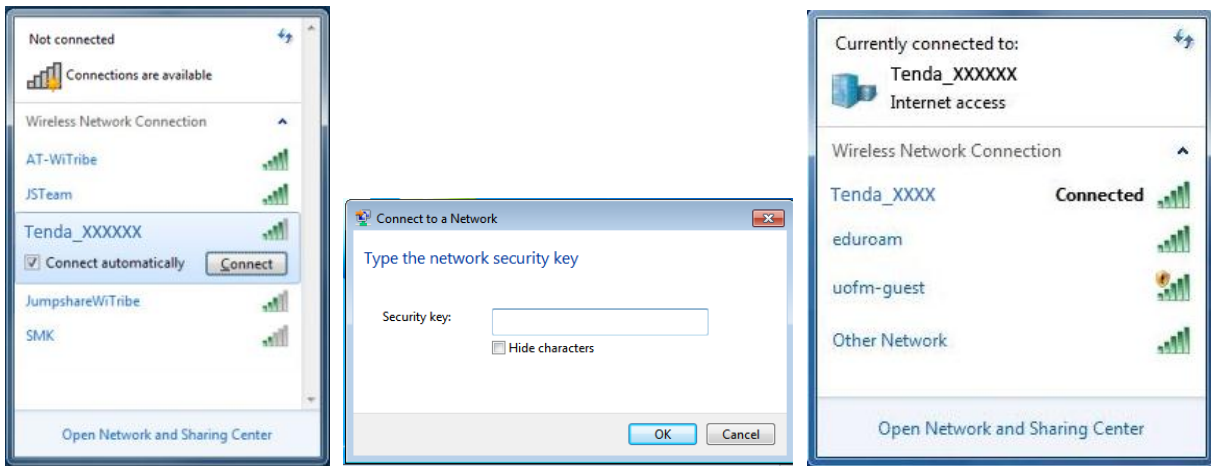 Not connected
Connections are available
Wireless Network Connection
AT-WiTribe
JSTeam
Tenda_XXXXXX
Connect automatically Connect
JumpshareWiTribe
SMK
Open Network and Sharing Center
Connect to a Network
Type the network security key
Security key:
Hide characters
OK Cancel
Currently connected to:
Tenda_XXXXXX
Internet access
Wireless Network Connection
Tenda_XXXX Connected
eduroam
uofm-guest
Other Network
Open Network and Sharing Center